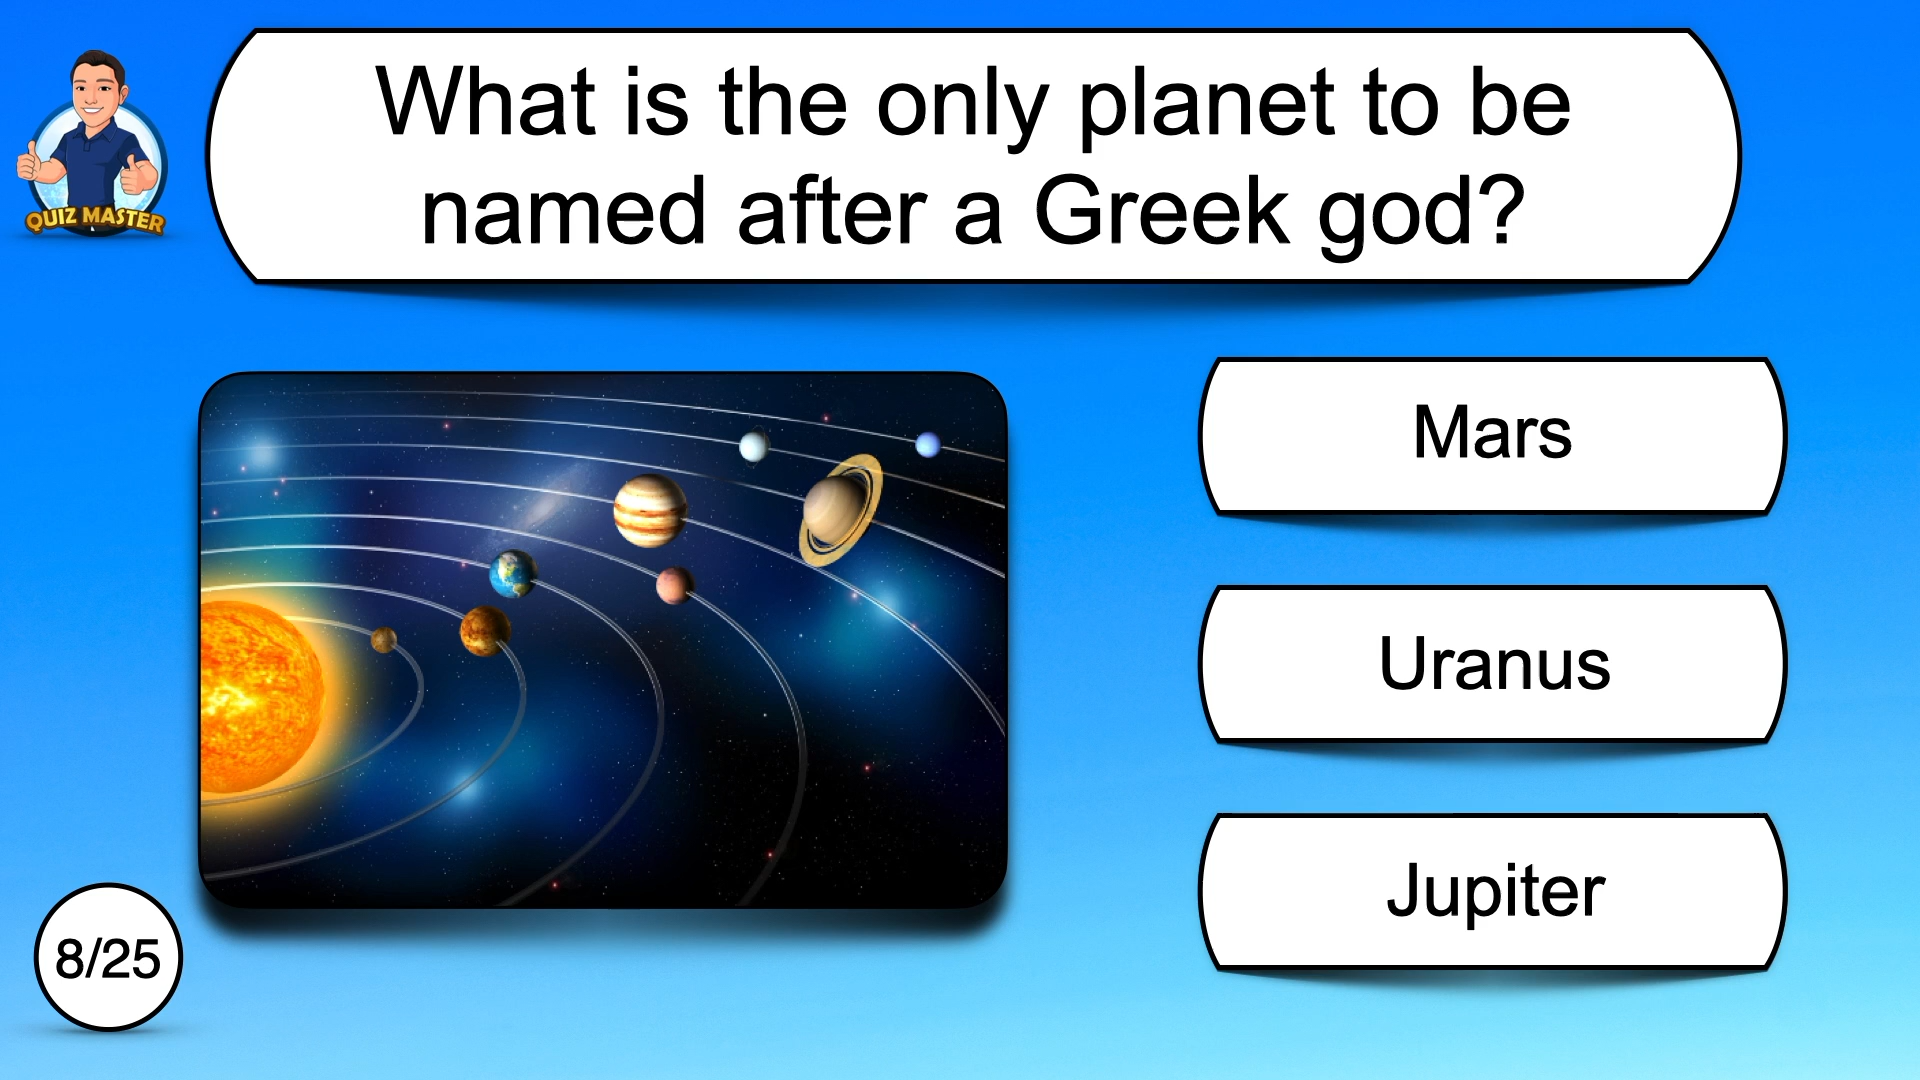 What is the only planet to be
named after a Greek god?
QUIZ MASTER
Mars
Uranus
Jupiter
8/25